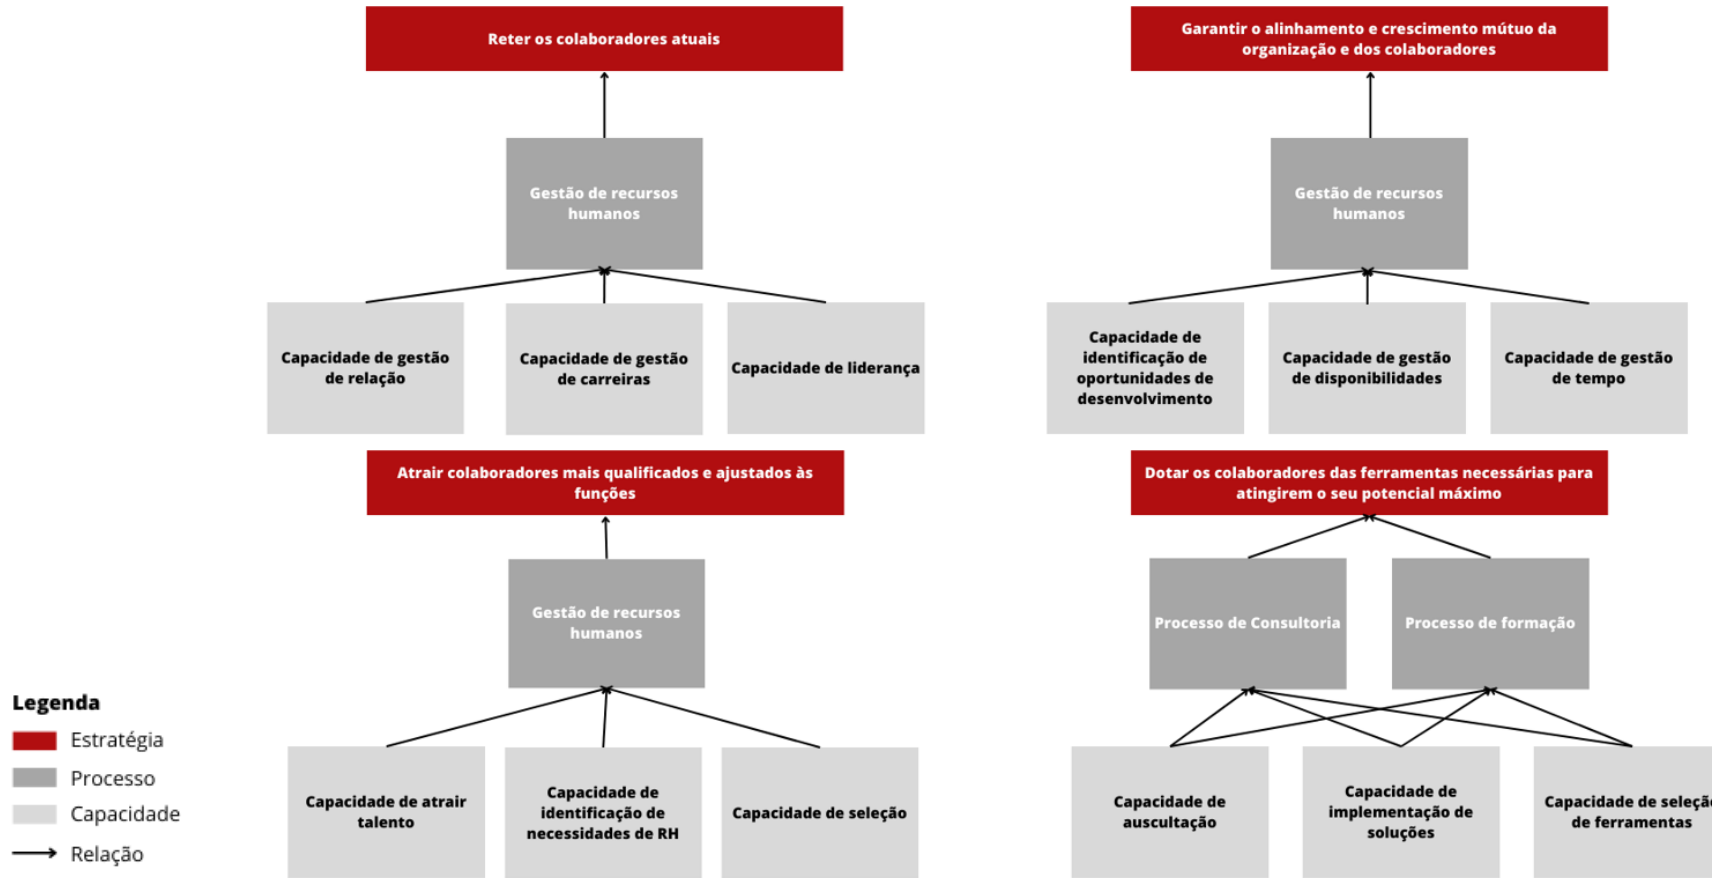 Reter os colaboradores atuais
Garantir o alinhamento e crescimento mútuo da
organização e dos colaboradores
Gestão de recursos
humanos
Gestão de recursos
humanos
Capacidade de gestão
de relação
Capacidade de gestão
de carreiras
Capacidade de liderança
Capacidade de
identificação de
oportunidades de
desenvolvimento
Capacidade de gestão
de disponibilidades
Capacidade de gestão
de tempo
Atrair colaboradores mais qualificados e ajustados às
funções
Dotar os colaboradores das ferramentas necessárias para
atingirem o seu potencial máximo
Gestão de recursos
humanos
Processo de Consultoria
Processo de formação
Capacidade de atrair
talento
Capacidade de
identificação de
necessidades de RH
Capacidade de seleção
Capacidade de
auscultação
Capacidade de
implementação de
soluções
Capacidade de seleção
de ferramentas
Legenda
Estratégia
Processo
Capacidade
Relação